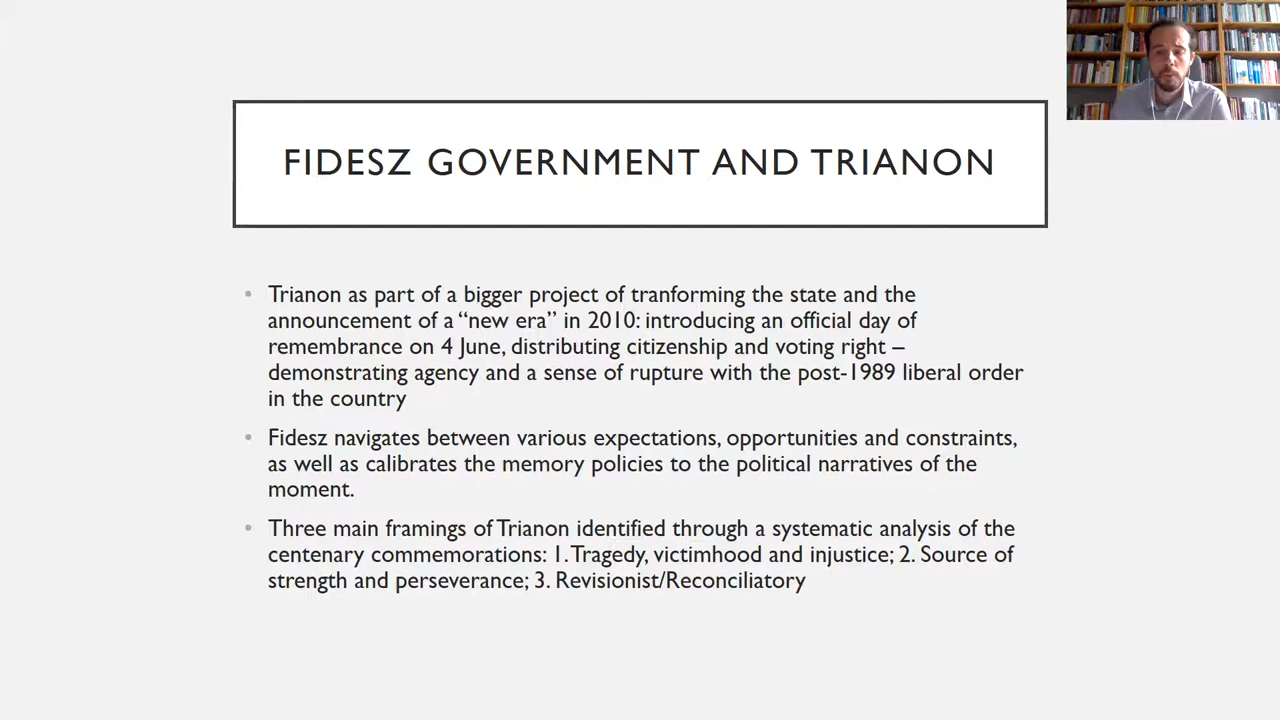 FIDESZ GOVERNMENT AND TRIANON
• Trianon as part of a bigger project of tranforming the state and the
announcement of a “new era” in 2010: introducing an official day of
remembrance on 4 June, distributing citizenship and voting right –
demonstrating agency and a sense of rupture with the post-1989 liberal order
in the country
• Fidesz navigates between various expectations, opportunities and constraints,
as well as calibrates the memory policies to the political narratives of the
moment.
• Three main framings of Trianon identified through a systematic analysis of the
centenary commemorations: 1. Tragedy, victimhood and injustice; 2. Source of
strength and perseverance; 3. Revisionist/Reconciliatory